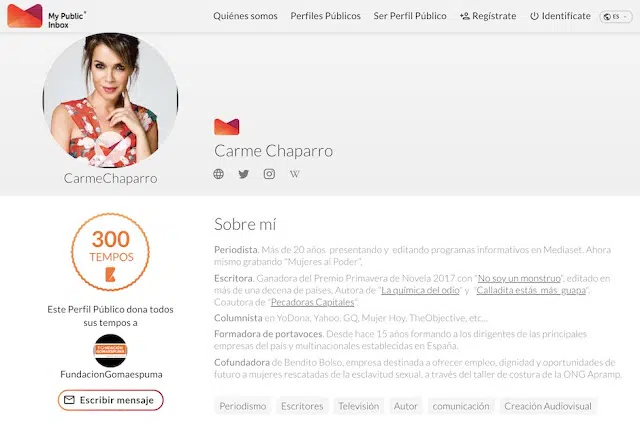 My Public®
Inbox
Quiénes somos Perfiles Públicos Ser Perfil Público Regístrate Identifícate ES
Carme Chaparro
CarmeChaparro
W
Sobre mí
Periodista. Más de 20 años presentando y editando programas informativos en Mediaset. Ahora
mismo grabando "Mujeres al Poder".
Escritora. Ganadora del Premio Primavera de Novela 2017 con "No soy un monstruo", editado en
más de una decena de países. Autora de "La química del odio" y "Calladita estás más guapa".
Coautora de "Pecadoras Capitales".
Columnista en YoDona, Yahoo, GQ, Mujer Hoy, TheObjective, etc...
Formadora de portavoces. Desde hace 15 años formando a los dirigentes de las principales
empresas del país y multinacionales establecidas en España.
Cofundadora de Bendito Bolso, empresa destinada a ofrecer empleo, dignidad y oportunidades de
futuro a mujeres rescatadas de la esclavitud sexual, a través del taller de costura de la ONG Apramp.
Periodismo Escritores Televisión Autor comunicación Creación Audiovisual
300
TEMPOS
Este Perfil Público dona todos
sus tempos a
FUNDACIÓN
GOMAESPUMA
FundacionGomaespuma
Escribir mensaje